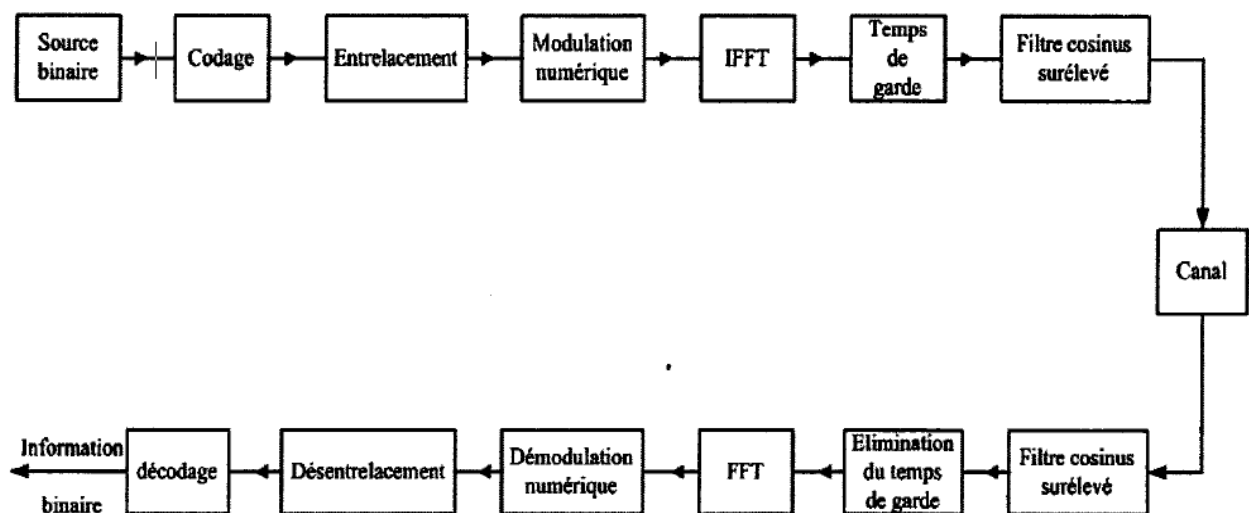 Source
binaire
Codage
Entrelacement
Modulation
numérique
IFFT
Temps
de
garde
Filtre cosinus
surélevé
Canal
Information
binaire
décodage
Désentrelacement
Démodulation
numérique
FFT
Elimination
du temps
de garde
Filtre cosinus
surélevé